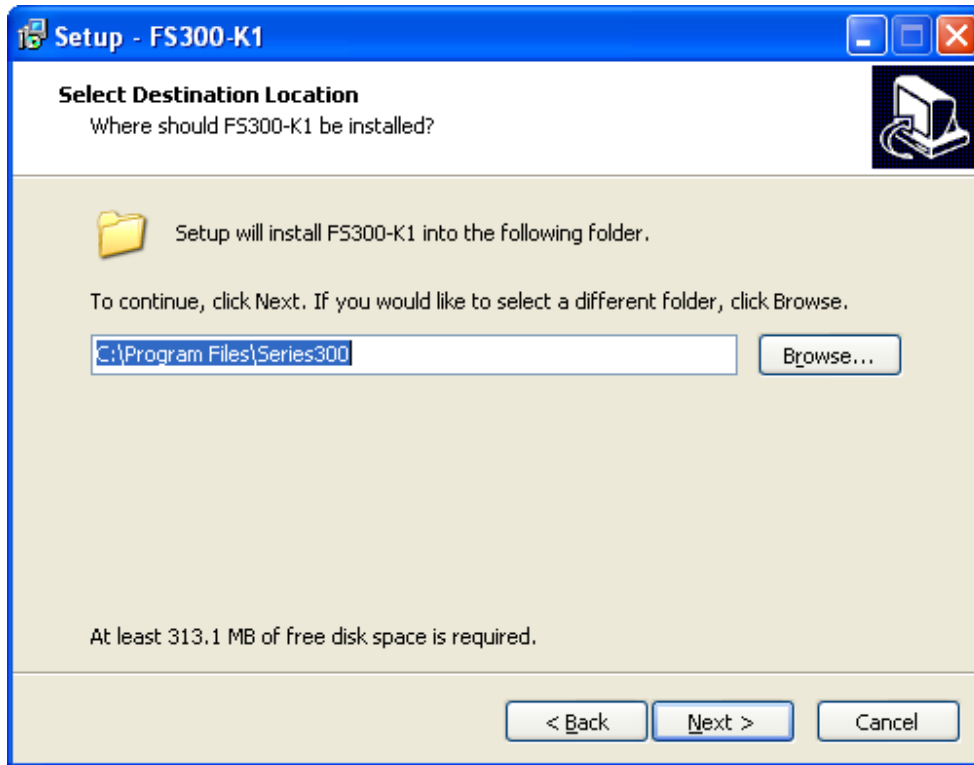 Setup - FS300-K1
Select Destination Location
Where should FS300-K1 be installed?
Setup will install FS300-K1 into the following folder.
To continue, click Next. If you would like to select a different folder, click Browse.
C:\Program Files\Series300
Browse...
At least 313.1 MB of free disk space is required.
< Back
Next >
Cancel